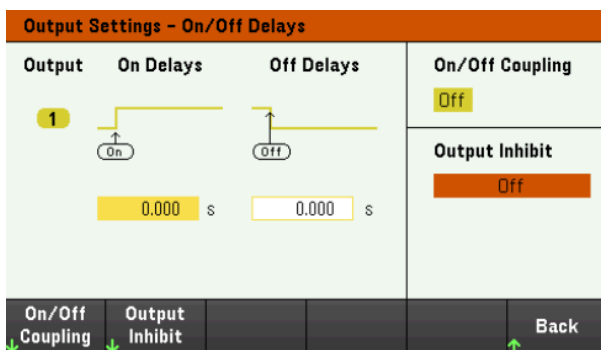 Output Settings - On/Off Delays
Output On Delays Off Delays
1
On
Off
0.000 s 0.000 s
On/Off Coupling
Off
Output Inhibit
Off
On/Off
Coupling
Output
Inhibit
Back